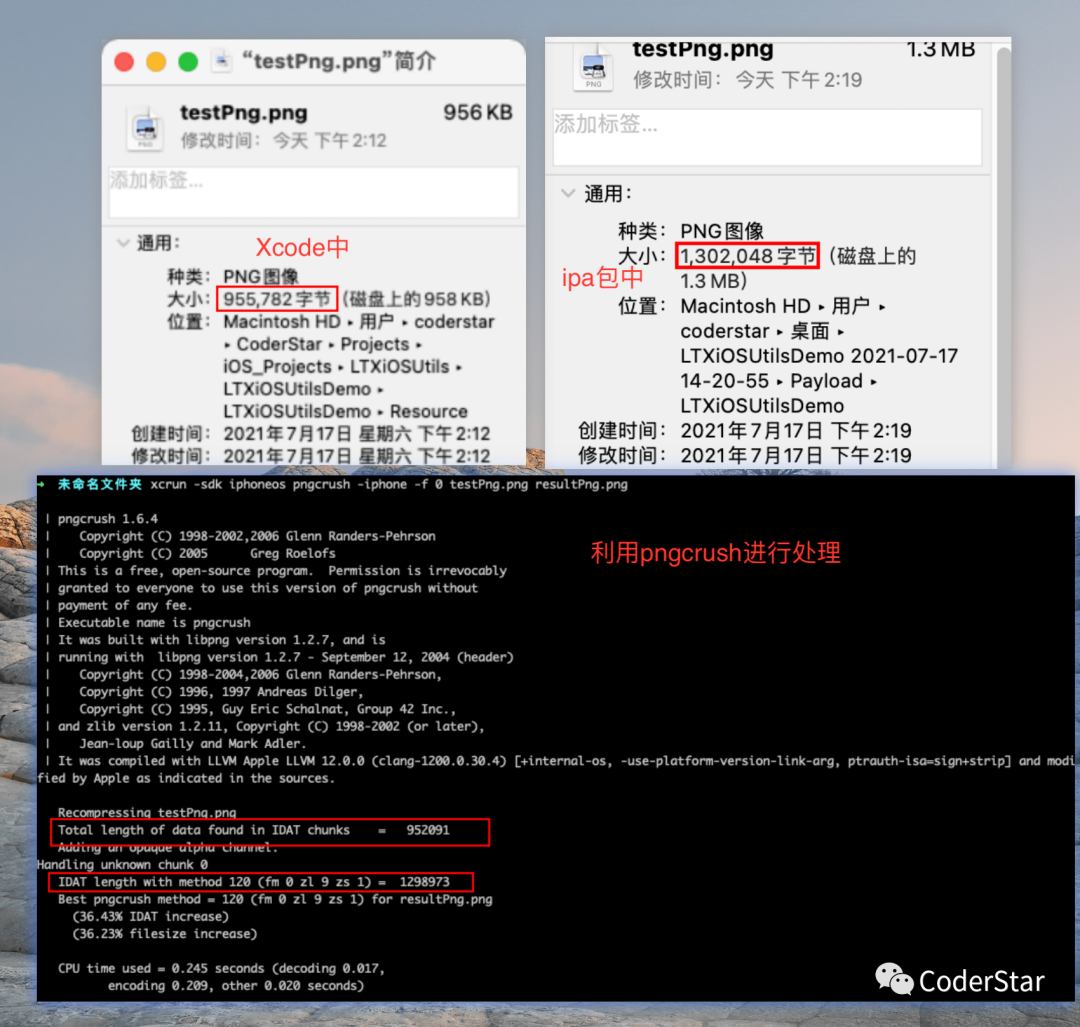 “testPng.png”简介
testPng.png 956 KB
修改时间： 今天 下午 2:12
添加标签...
通用：
Xcode中
种类： PNG图像
大小： 955,782 字节（磁盘上的 958 KB）
位置： Macintosh HD ▸ 用户 ▸ coderstar
▸ CoderStar ▸ Projects ▸
iOS_Projects ▸ LTXiOSUtils ▸
LTXiOSUtilsDemo ▸
LTXiOSUtilsDemo ▸ Resource
创建时间： 2021年7月17日 星期六 下午 2:12
修改时间： 2021年7月17日 星期六 下午 2:12
testPng.png 1.3 MB
PNG
修改时间： 今天 下午 2:19
添加标签...
通用：
种类： PNG图像
大小： 1,302,048 字节（磁盘上的
1.3 MB）
ipa包中
位置： Macintosh HD ▸ 用户 ▸
coderstar ▸ 桌面 ▸
LTXiOSUtilsDemo 2021-07-17
14-20-55 ▸ Payload ▸
LTXiOSUtilsDemo
创建时间： 2021年7月17日 下午 2:19
修改时间： 2021年7月17日 下午 2:19
→ 未命名文件夹 xcrun -sdk iphoneos pngcrush -iphone -f 0 testPng.png resultPng.png
| pngcrush 1.6.4
| Copyright (C) 1998-2002,2006 Glenn Randers-Pehrson
| Copyright (C) 2005 Greg Roelofs
利用pngcrush进行处理
| This is a free, open-source program. Permission is irrevocably
| granted to everyone to use this version of pngcrush without
| payment of any fee.
| Executable name is pngcrush
| It was built with libpng version 1.2.7, and is
| running with libpng version 1.2.7 - September 12, 2004 (header)
| Copyright (C) 1998-2004,2006 Glenn Randers-Pehrson,
| Copyright (C) 1996, 1997 Andreas Dilger,
| Copyright (C) 1995, Guy Eric Schalnat, Group 42 Inc.,
| and zlib version 1.2.11, Copyright (C) 1998-2002 (or later),
| Jean-loup Gailly and Mark Adler.
| It was compiled with LLVM Apple LLVM 12.0.0 (clang-1200.0.30.4) [+internal-os, -use-platform-version-link-arg, ptrauth-isa=sign+strip] and modi
fied by Apple as indicated in the sources.
Recompressing testPng.png
Total length of data found in IDAT chunks = 952091
Adding an opaque alpha channel.
Handling unknown chunk 0
IDAT length with method 120 (fm 0 zl 9 zs 1) = 1298973
Best pngcrush method = 120 (fm 0 zl 9 zs 1) for resultPng.png
(36.43% IDAT increase)
(36.23% filesize increase)
CPU time used = 0.245 seconds (decoding 0.017,
encoding 0.209, other 0.020 seconds)
CoderStar